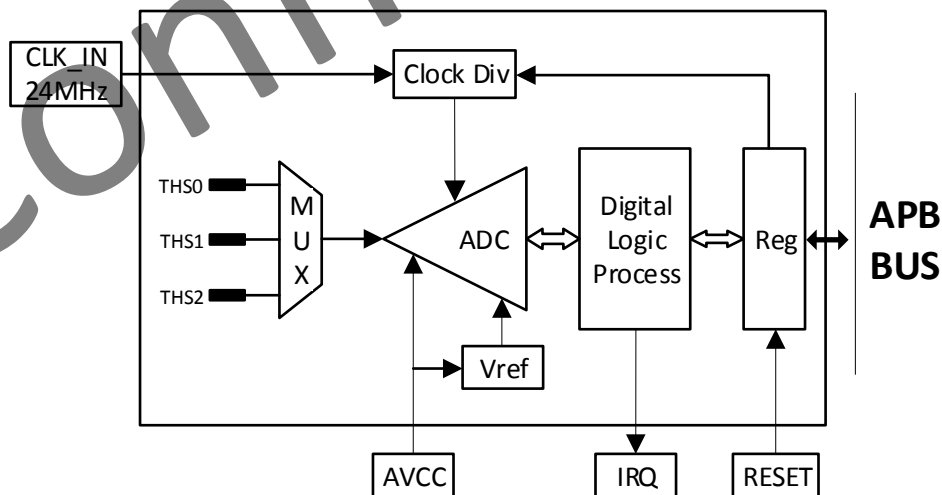 CLK_IN
24MHz
Clock Div
THS0
THS1
THS2
M
U
X
ADC
Digital
Logic
Process
Reg
APB
BUS
Vref
AVCC
IRQ
RESET